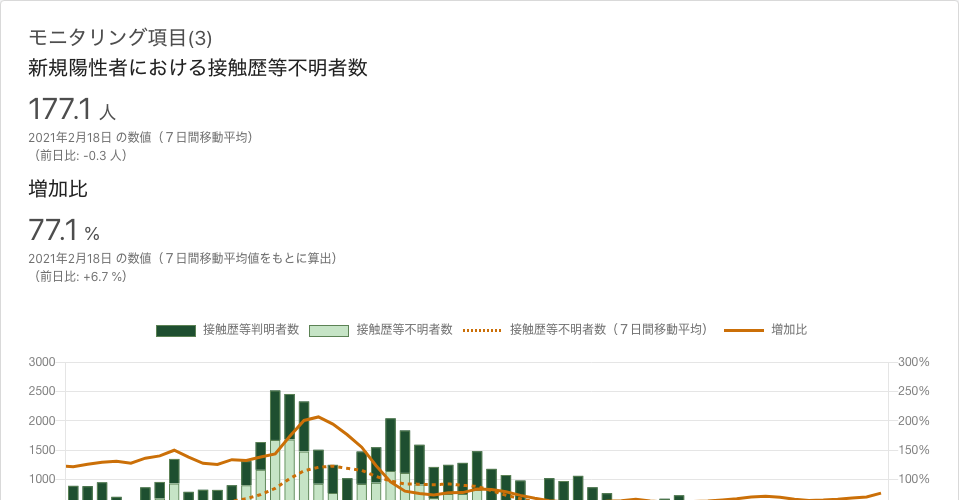 モニタリング項目(3)
新規陽性者における接触歴等不明者数
177.1 人
2021年2月18日 の数値（７日間移動平均）
（前日比: -0.3 人）
増加比
77.1 %
2021年2月18日 の数値（７日間移動平均値をもとに算出）
（前日比: +6.7 %）
接触歴等判明者数 接触歴等不明者数 接触歴等不明者数（７日間移動平均） 増加比
3000 300%
2500 250%
2000 200%
1500 150%
1000 100%